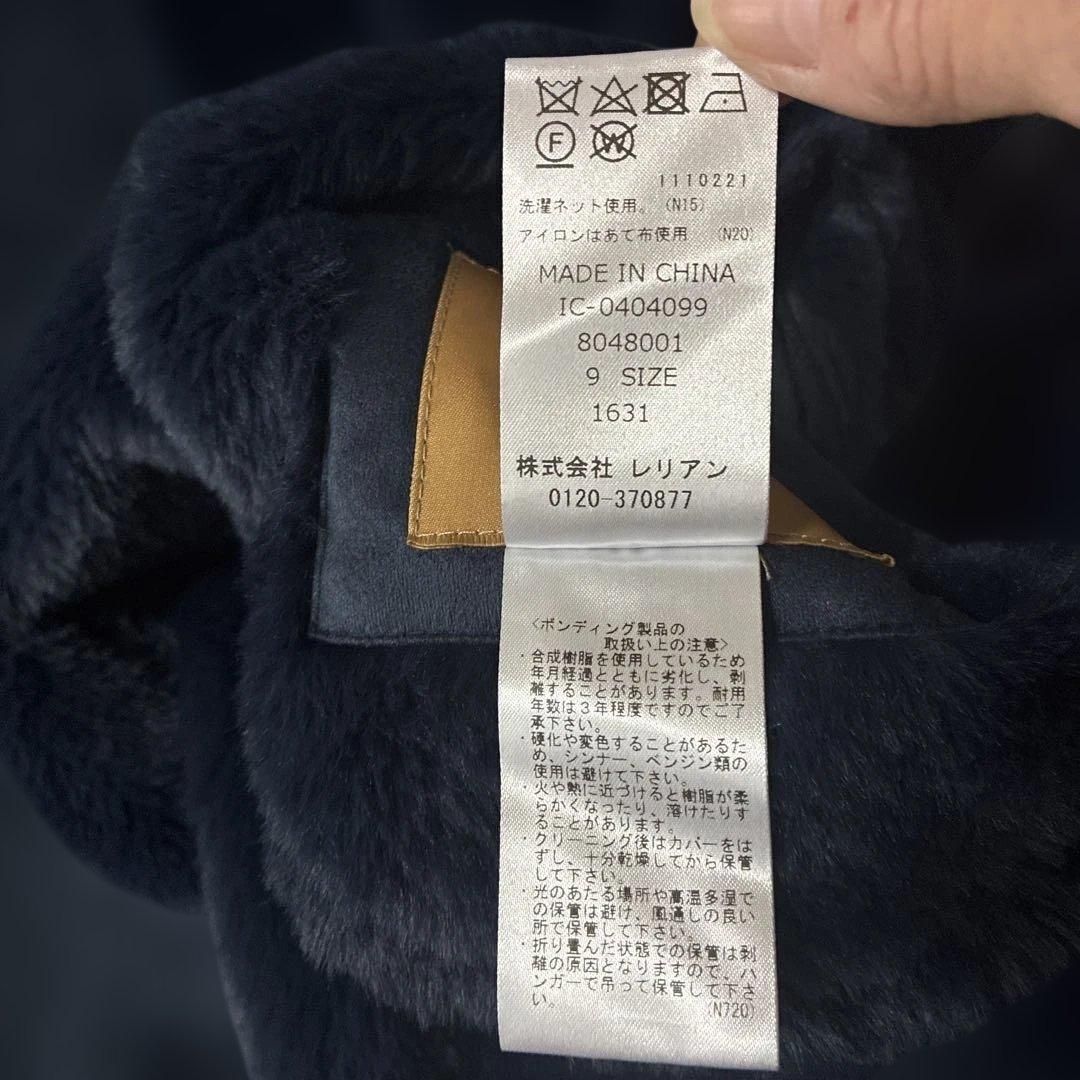 F W
1110221
洗濯ネット使用。 (N15)
アイロンはあて布使用 (N20)
MADE IN CHINA
IC-0404099
8048001
9 SIZE
1631
株式会社 レリアン
0120-370877
<ボンディング製品の
取扱い上の注意>
・合成樹脂を使用しているため
年月経過とともに劣化し、剥
離することがあります。耐用
年数は3年程度ですのでご了
承下さい。
・硬化や変色することがあるた
め、シンナー、ベンジン類の
使用は避けて下さい。
・火や熱に近づけると樹脂が柔
らかくなったり、溶けたりす
ることがあります。
・クリーニング後はカバーをは
ずし、十分乾燥してから保管
して下さい。
・光のあたる場所や高温多湿で
の保管は避け、風通しの良い
所で保管して下さい。
・折り畳んだ状態での保管は剥
離の原因となりますので、ハ
ンガーで吊って保管して下さ
い。 (N720)